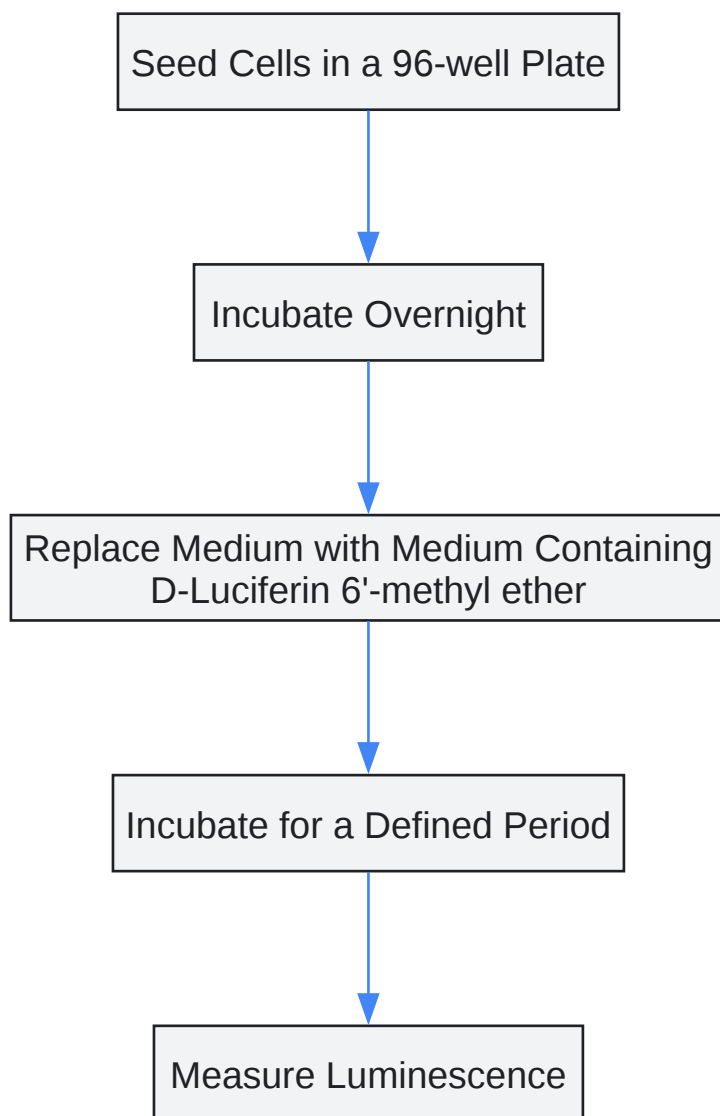 Seed Cells in a 96-well Plate
Incubate Overnight
Replace Medium with Medium Containing
D-Luciferin 6'-methyl ether
Incubate for a Defined Period
Measure Luminescence